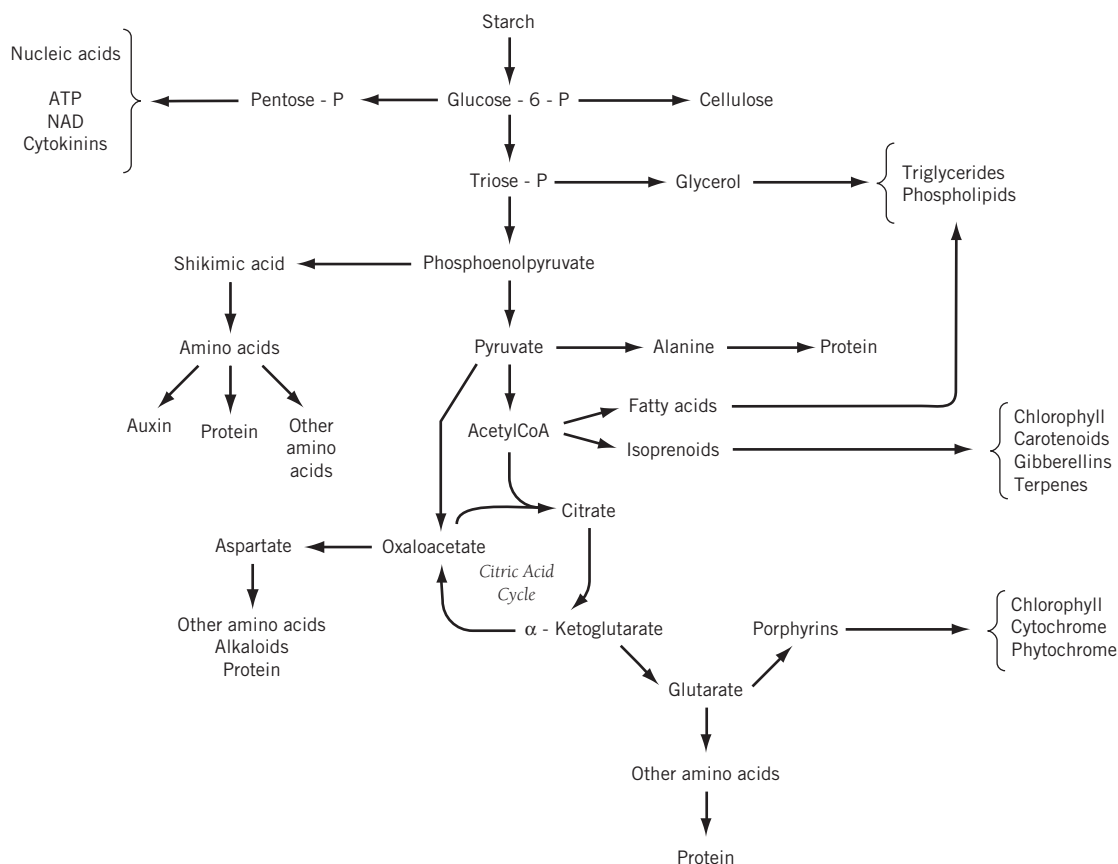 Starch
Nucleic acids
ATP
NAD
Cytokinins
Pentose - P
Glucose - 6 - P
Cellulose
Triose - P
Glycerol
Triglycerides
Phospholipids
Shikimic acid
Phosphoenolpyruvate
Amino acids
Pyruvate
Alanine
Protein
Auxin
Protein
Other
amino
acids
AcetylCoA
Fatty acids
Isoprenoids
Chlorophyll
Carotenoids
Gibberellins
Terpenes
Citrate
Aspartate
Oxaloacetate
Citric Acid
Cycle
Other amino acids
Alkaloids
Protein
α - Ketoglutarate
Porphyrins
Chlorophyll
Cytochrome
Phytochrome
Glutarate
Other amino acids
Protein